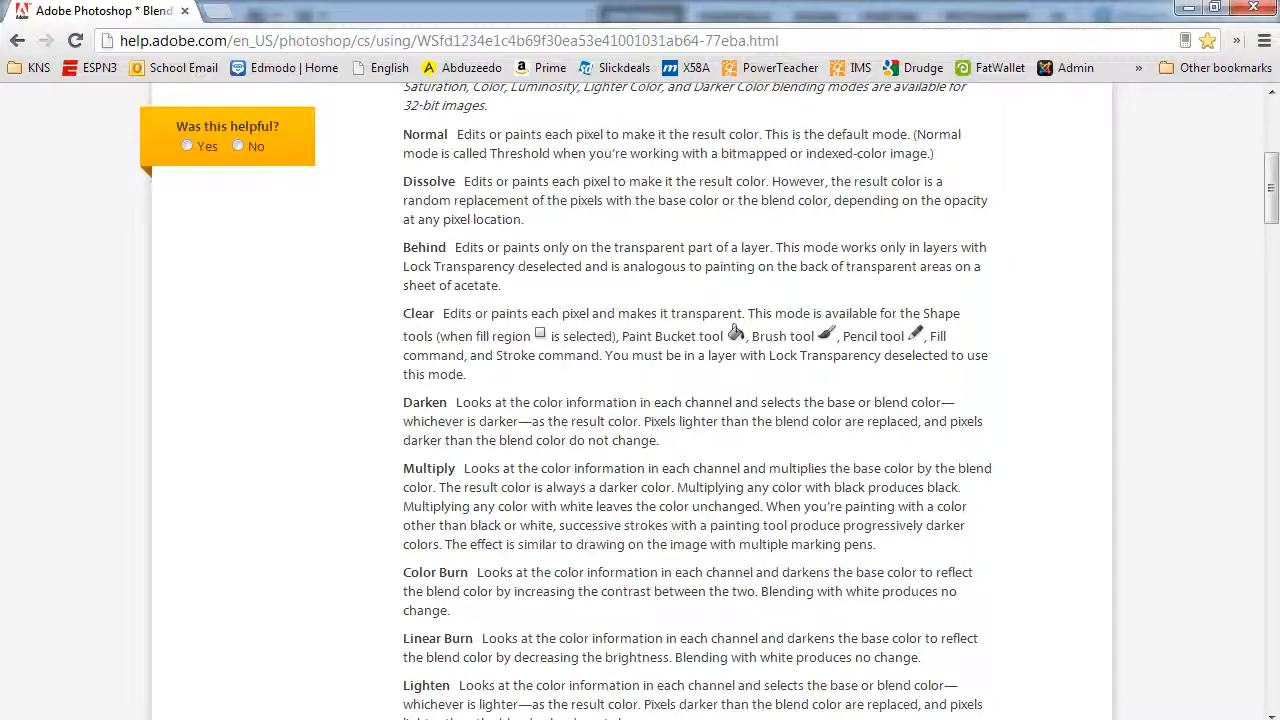 Adobe Photoshop * Blend
help.adobe.com/en_US/photoshop/cs/using/WSfd1234e1c4b69f30ea53e41001031ab64-77eba.html
KNS ESPN3 School Email Edmodo | Home English Abduzeedo Prime Slickdeals X58A PowerTeacher IMS Drudge FatWallet Admin » Other bookmarks
Saturation, Color, Luminosity, Lighter Color, and Darker Color blending modes are available for
32-bit images.
Was this helpful?
Yes No
Normal Edits or paints each pixel to make it the result color. This is the default mode. (Normal
mode is called Threshold when you’re working with a bitmapped or indexed-color image.)
Dissolve Edits or paints each pixel to make it the result color. However, the result color is a
random replacement of the pixels with the base color or the blend color, depending on the opacity
at any pixel location.
Behind Edits or paints only on the transparent part of a layer. This mode works only in layers with
Lock Transparency deselected and is analogous to painting on the back of transparent areas on a
sheet of acetate.
Clear Edits or paints each pixel and makes it transparent. This mode is available for the Shape
tools (when fill region is selected), Paint Bucket tool , Brush tool , Pencil tool , Fill
command, and Stroke command. You must be in a layer with Lock Transparency deselected to use
this mode.
Darken Looks at the color information in each channel and selects the base or blend color—
whichever is darker—as the result color. Pixels lighter than the blend color are replaced, and pixels
darker than the blend color do not change.
Multiply Looks at the color information in each channel and multiplies the base color by the blend
color. The result color is always a darker color. Multiplying any color with black produces black.
Multiplying any color with white leaves the color unchanged. When you’re painting with a color
other than black or white, successive strokes with a painting tool produce progressively darker
colors. The effect is similar to drawing on the image with multiple marking pens.
Color Burn Looks at the color information in each channel and darkens the base color to reflect
the blend color by increasing the contrast between the two. Blending with white produces no
change.
Linear Burn Looks at the color information in each channel and darkens the base color to reflect
the blend color by decreasing the brightness. Blending with white produces no change.
Lighten Looks at the color information in each channel and selects the base or blend color—
whichever is lighter—as the result color. Pixels darker than the blend color are replaced, and pixels